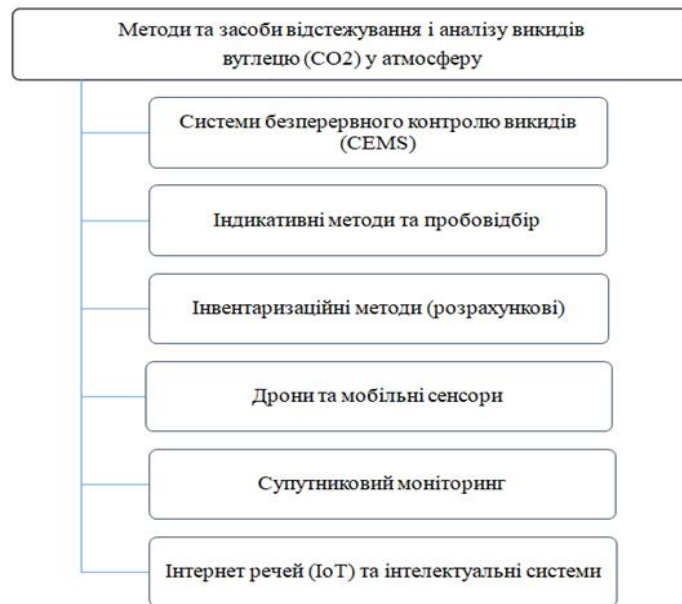 Методи та засоби відстежування і аналізу викидів
вуглецю (CO2) у атмосферу
Системи безперервного контролю викидів
(CEMS)
Індикативні методи та пробовідбір
Інвентаризаційні методи (розрахункові)
Дрони та мобільні сенсори
Супутниковий моніторинг
Інтернет речей (IoT) та інтелектуальні системи